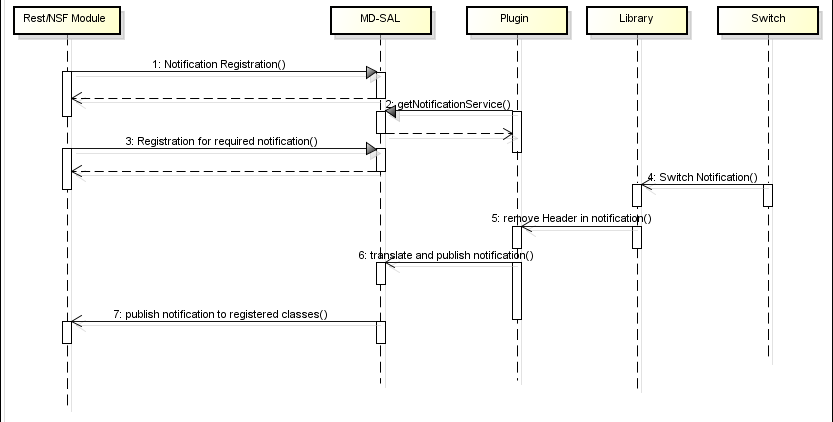 Rest/NSF Module
MD-SAL
Plugin
Library
Switch
1: Notification Registration()
2: getNotificationService()
3: Registration for required notification()
4: Switch Notification()
5: remove Header in notification()
6: translate and publish notification()
7: publish notification to registered classes()